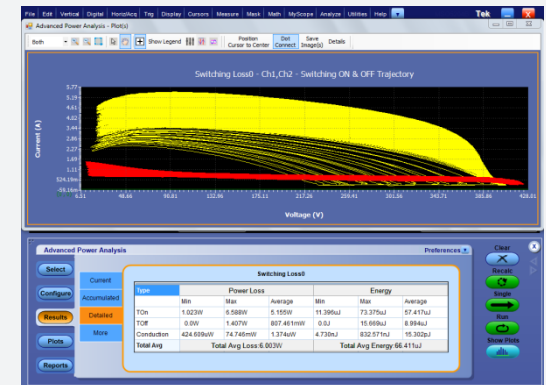 File Edit Vertical Digital Horiz/Acq Trig Display Cursors Measure Mask Math MyScope Analyze Utilities Help Tek
Advanced Power Analysis - Plot(s)
Both Show Legend Position Cursor to Center Dot Connect Save Image(s) Details
Switching Loss0 - Ch1,Ch2 - Switching ON & OFF Trajectory
Current (A)
5.77
5.19
4.61
4.02
3.44
2.86
2.27
1.69
1.11
524.19m
-59.16m
6.51 48.66 90.81 132.96 175.11 217.26 259.41 301.56 343.71 385.86 428.01
Voltage (V)
Advanced Power Analysis Preferences Clear
Select
Configure
Results
Plots
Reports
Current
Accumulated
Detailed
More
Switching Loss0
Type Power Loss Energy
Min Max Average Min Max Average
TOn 1.023W 6.588W 5.155W 11.396uJ 73.375uJ 57.417uJ
TOff 0.0W 1.407W 807.461mW 0.0J 15.669uJ 8.994uJ
Conduction 424.609uW 74.746mW 1.374uW 4.730nJ 832.571nJ 15.302pJ
Total Avg Total Avg Loss:6.003W Total Avg Energy:66.411uJ
Recalc
Single
Run
Show Plots